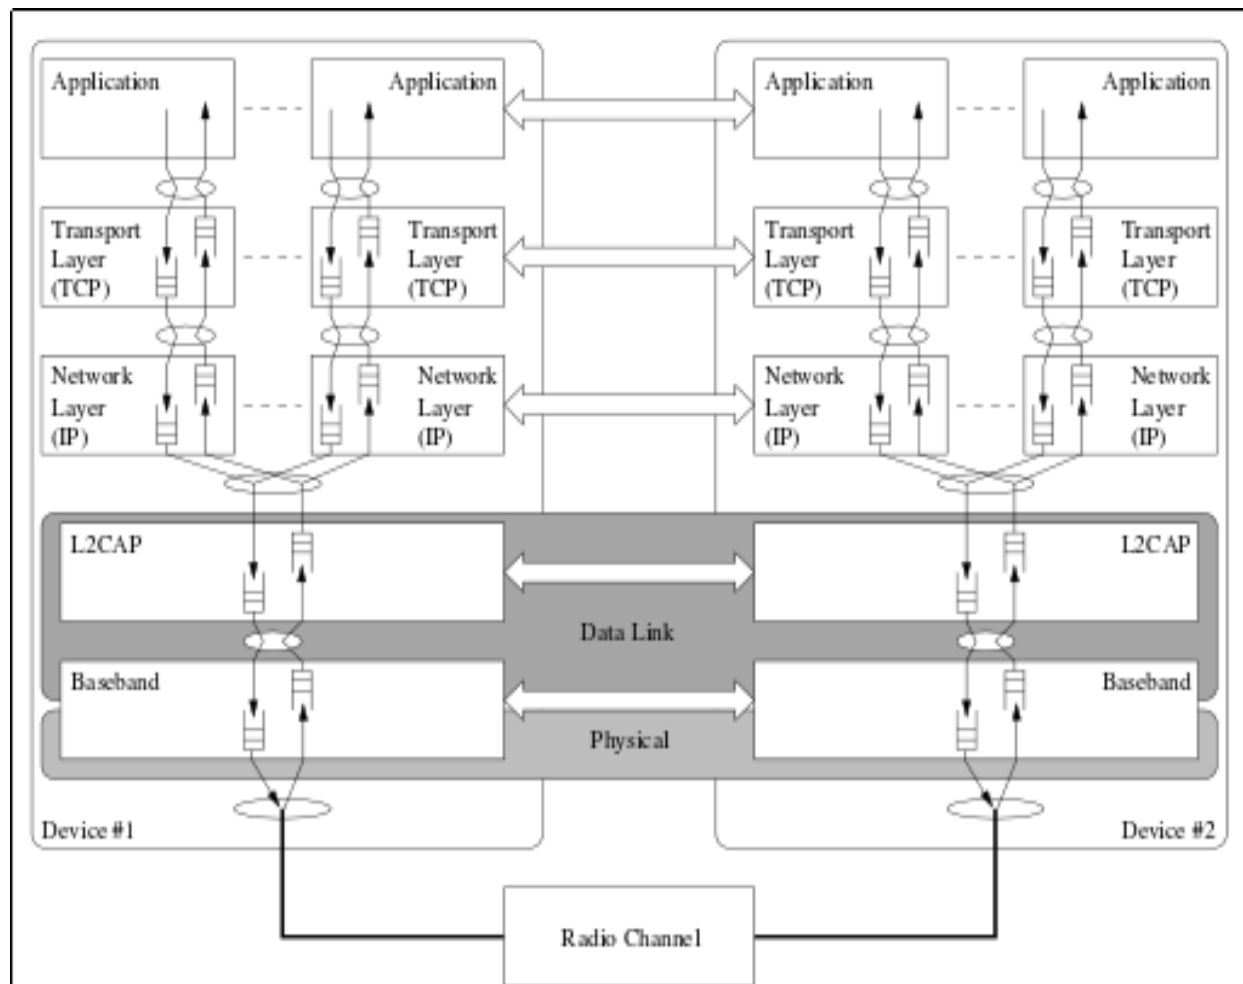 Application
Application
Application
Application
Transport
Layer
(TCP)
Transport
Layer
(TCP)
Transport
Layer
(TCP)
Transport
Layer
(TCP)
Network
Layer
(IP)
Network
Layer
(IP)
Network
Layer
(IP)
Network
Layer
(IP)
L2CAP
L2CAP
Data Link
Baseband
Baseband
Physical
Device #1
Device #2
Radio Channel